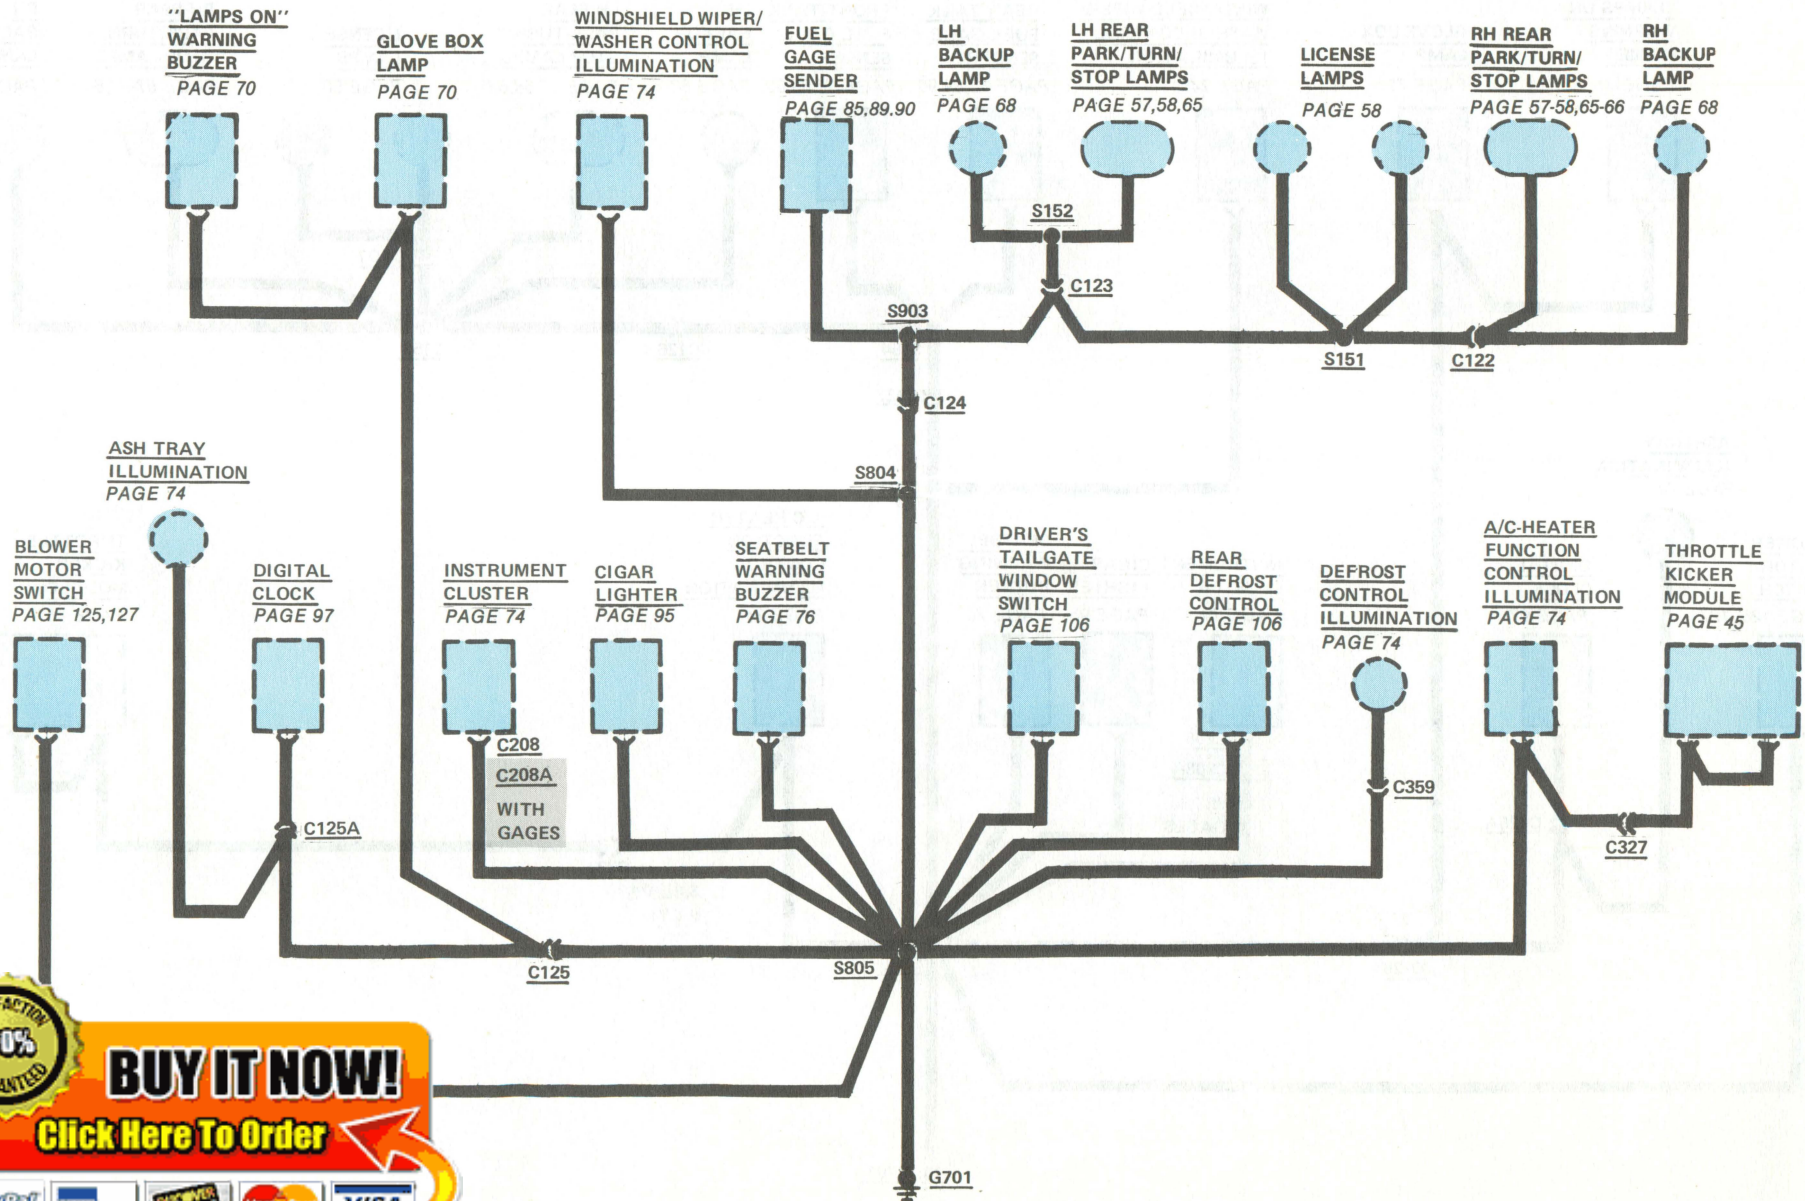 "LAMPS ON"
WARNING
BUZZER
PAGE 70
GLOVE BOX
LAMP
PAGE 70
WINDSHIELD WIPER/
WASHER CONTROL
ILLUMINATION
PAGE 74
FUEL
GAGE
SENDER
PAGE 85,89.90
LH
BACKUP
LAMP
PAGE 68
LH REAR
PARK/TURN/
STOP LAMPS
PAGE 57,58,65
LICENSE
LAMPS
PAGE 58
RH REAR
PARK/TURN/
STOP LAMPS
PAGE 57-58,65-66
RH
BACKUP
LAMP
PAGE 68
S152
C123
S903
S151
C122
C124
S804
ASH TRAY
ILLUMINATION
PAGE 74
BLOWER
MOTOR
SWITCH
PAGE 125,127
DIGITAL
CLOCK
PAGE 97
INSTRUMENT
CLUSTER
PAGE 74
CIGAR
LIGHTER
PAGE 95
SEATBELT
WARNING
BUZZER
PAGE 76
DRIVER'S
TAILGATE
WINDOW
SWITCH
PAGE 106
REAR
DEFROST
CONTROL
PAGE 106
DEFROST
CONTROL
ILLUMINATION
PAGE 74
A/C-HEATER
FUNCTION
CONTROL
ILLUMINATION
PAGE 74
THROTTLE
KICKER
MODULE
PAGE 45
C208
C208A
WITH
GAGES
C125A
C359
C327
C125
S805
G701
BUY IT NOW!
Click Here To Order